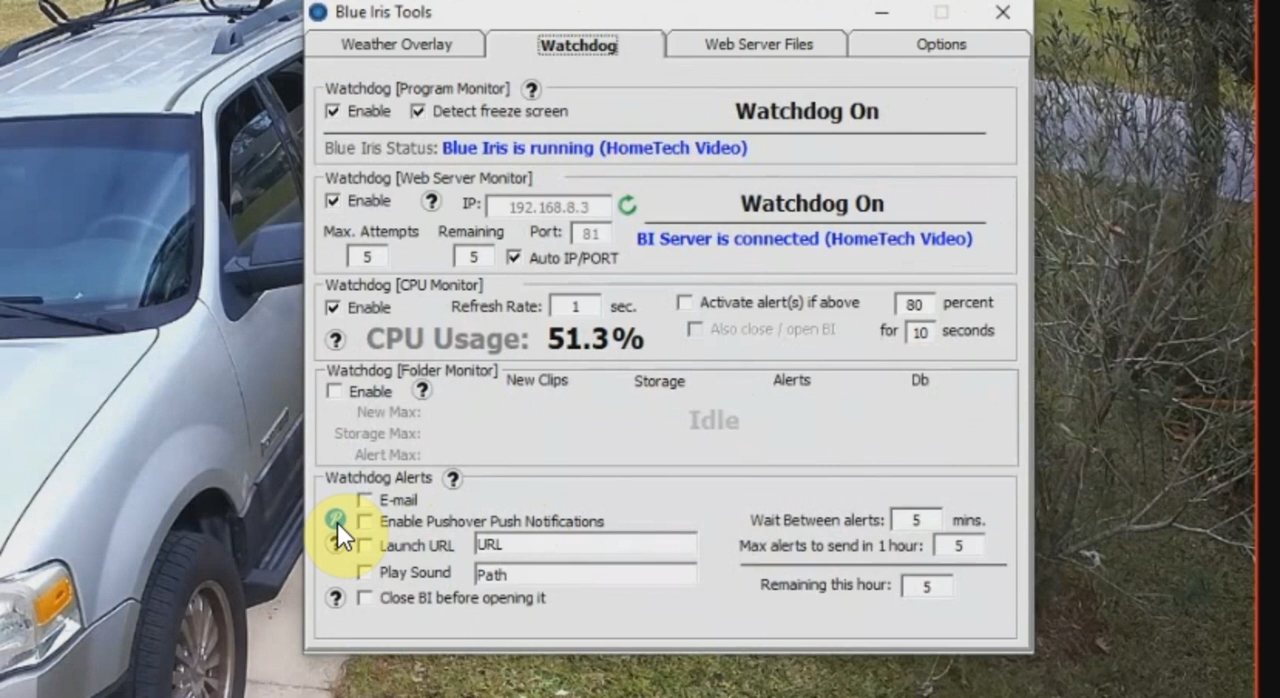 Blue Iris Tools
Weather Overlay Watchdog Web Server Files Options
Watchdog [Program Monitor] ?
Enable Detect freeze screen Watchdog On
Blue Iris Status: Blue Iris is running (HomeTech Video)
Watchdog [Web Server Monitor]
Enable ? IP: 192.168.8.3 Watchdog On
Max. Attempts Remaining Port: 81 BI Server is connected (HomeTech Video)
5 5 Auto IP/PORT
Watchdog [CPU Monitor]
Enable Refresh Rate: 1 sec. Activate alert(s) if above 80 percent
? CPU Usage: 51.3% Also close / open BI for 10 seconds
Watchdog [Folder Monitor] New Clips Storage Alerts Db
Enable ?
New Max: Idle
Storage Max:
Alert Max:
Watchdog Alerts ?
E-mail
Enable Pushover Push Notifications Wait Between alerts: 5 mins.
? Launch URL URL Max alerts to send in 1 hour: 5
Play Sound Path Remaining this hour: 5
? Close BI before opening it